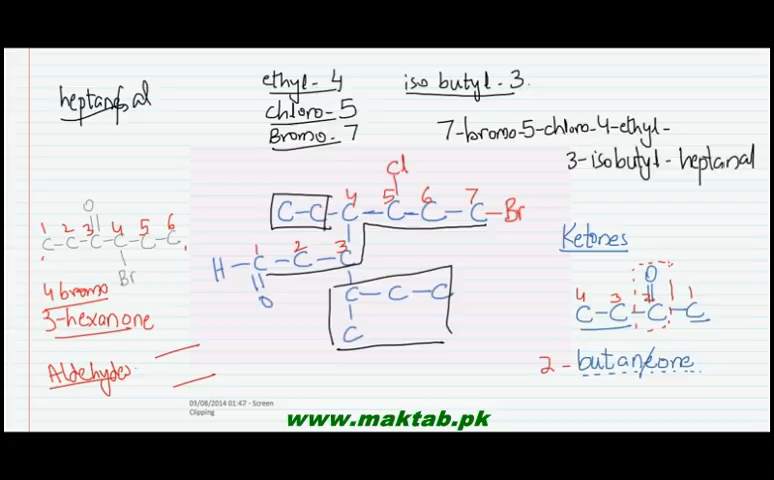 heptaneal
ethyl - 4
iso butyl - 3.
chloro - 5
Bromo - 7
7-bromo-5-chloro-4-ethyl-
3-isobutyl-heptanal
Cl
4 5 6 7
C - C - C - C - C - C - Br
1 2 3
H - C - C - C
O
C - C - C
C
O
1 2 3 4 5 6
C - C - C - C - C - C
Br
4 bromo
3-hexanone
Aldehydes
Ketones
O
4 3 2 1
C - C - C - C
2 - butaneone
03/08/2014 01:47 - Screen
Clipping
www.maktab.pk